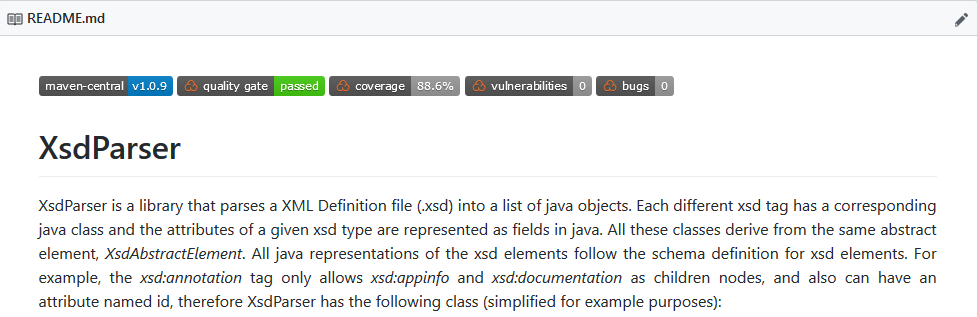 README.md
maven-central v1.0.9 quality gate passed coverage 88.6% vulnerabilities 0 bugs 0
XsdParser
XsdParser is a library that parses a XML Definition file (.xsd) into a list of java objects. Each different xsd tag has a corresponding
java class and the attributes of a given xsd type are represented as fields in java. All these classes derive from the same abstract
element, XsdAbstractElement. All java representations of the xsd elements follow the schema definition for xsd elements. For
example, the xsd:annotation tag only allows xsd:appinfo and xsd:documentation as children nodes, and also can have an
attribute named id, therefore XsdParser has the following class (simplified for example purposes):